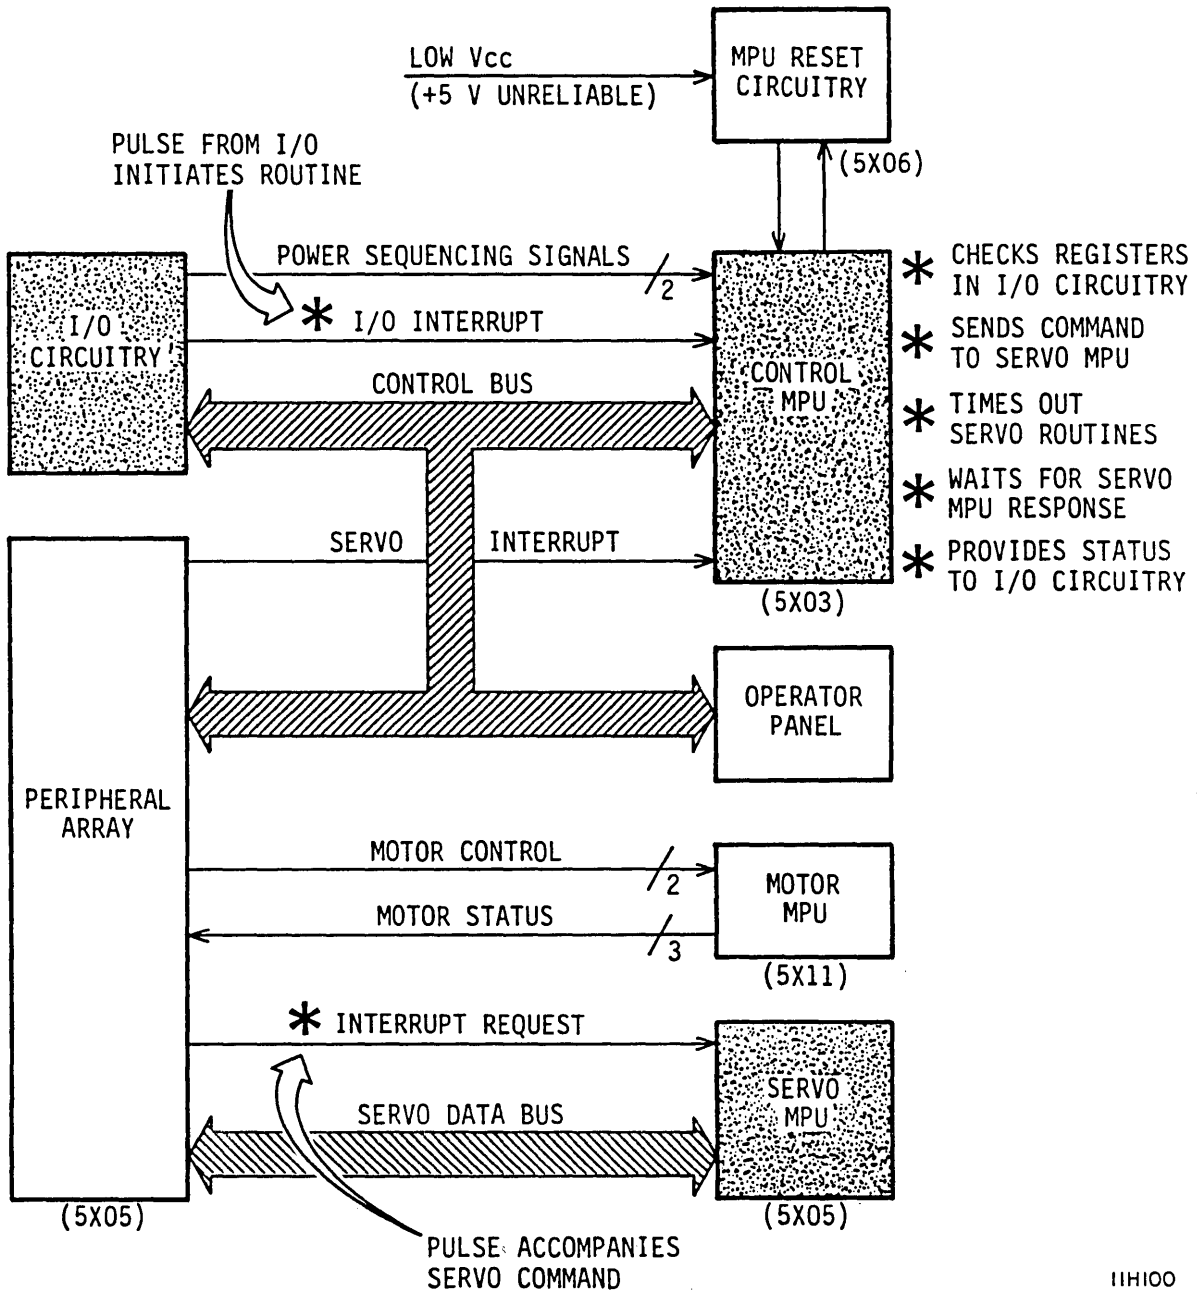 LOW Vcc
(+5 V UNRELIABLE)
MPU RESET
CIRCUITRY
(5X06)
PULSE FROM I/O
INITIATES ROUTINE
POWER SEQUENCING SIGNALS
2
* I/O INTERRUPT
I/O
CIRCUITRY
CONTROL BUS
CONTROL
MPU
(5X03)
* CHECKS REGISTERS
IN I/O CIRCUITRY
* SENDS COMMAND
TO SERVO MPU
* TIMES OUT
SERVO ROUTINES
* WAITS FOR SERVO
MPU RESPONSE
* PROVIDES STATUS
TO I/O CIRCUITRY
SERVO INTERRUPT
OPERATOR
PANEL
PERIPHERAL
ARRAY
(5X05)
MOTOR CONTROL
2
MOTOR STATUS
3
MOTOR
MPU
(5X11)
* INTERRUPT REQUEST
SERVO DATA BUS
SERVO
MPU
(5X05)
PULSE ACCOMPANIES
SERVO COMMAND
11H100